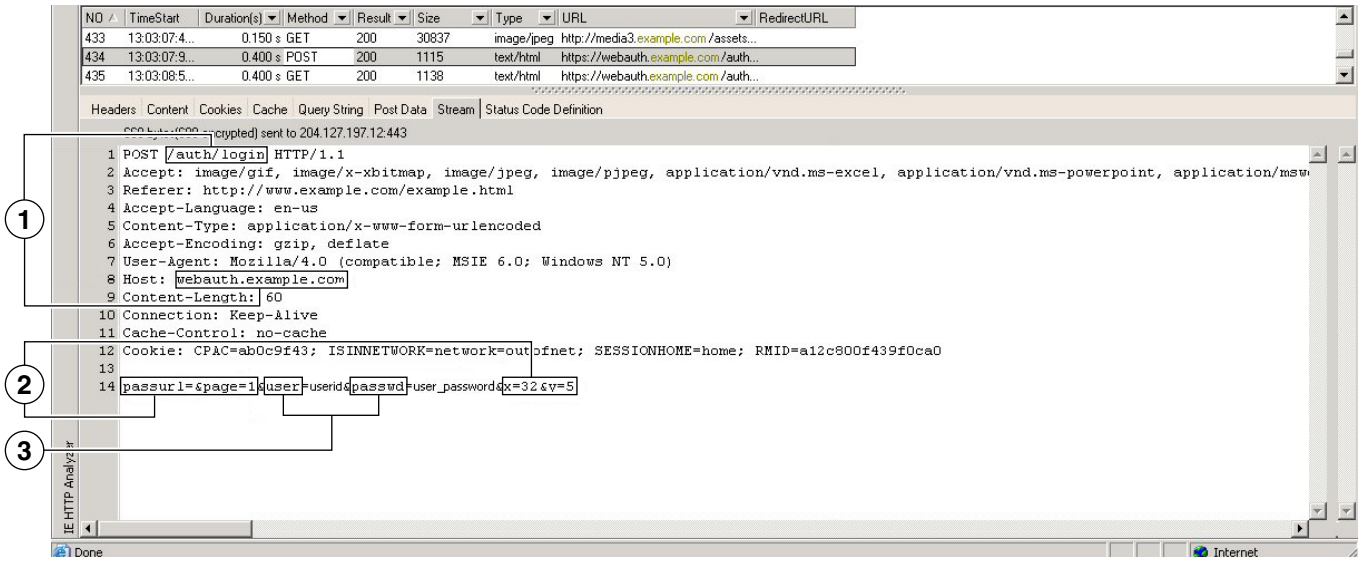 NO TimeStart Duration(s) Method Result Size Type URL RedirectURL
433 13:03:07:4... 0.150 s GET 200 30837 image/jpeg http://media3.example.com /assets...
434 13:03:07:9... 0.400 s POST 200 1115 text/html https://webauth.example.com /auth...
435 13:03:08:5... 0.400 s GET 200 1138 text/html https://webauth.example.com /auth...
Headers Content Cookies Cache Query String Post Data Stream Status Code Definition
encrypted) sent to 204.127.197.12:443
1 POST /auth/login HTTP/1.1
2 Accept: image/gif, image/x-xbitmap, image/jpeg, image/pjpeg, application/vnd.ms-excel, application/vnd.ms-powerpoint, application/msw
3 Referer: http://www.example.com/example.html
4 Accept-Language: en-us
5 Content-Type: application/x-www-form-urlencoded
6 Accept-Encoding: gzip, deflate
7 User-Agent: Mozilla/4.0 (compatible; MSIE 6.0; Windows NT 5.0)
8 Host: webauth.example.com
9 Content-Length: 60
10 Connection: Keep-Alive
11 Cache-Control: no-cache
12 Cookie: CPAC=ab0c9f43; ISINNETWORK=network=outofnet; SESSIONHOME=home; RMID=a12c800f439f0ca0
13
14 passurl=&page=1&user=userid&passwd=user_password&x=32&y=5
1
2
3
IE HTTP Analyzer
Done
Internet